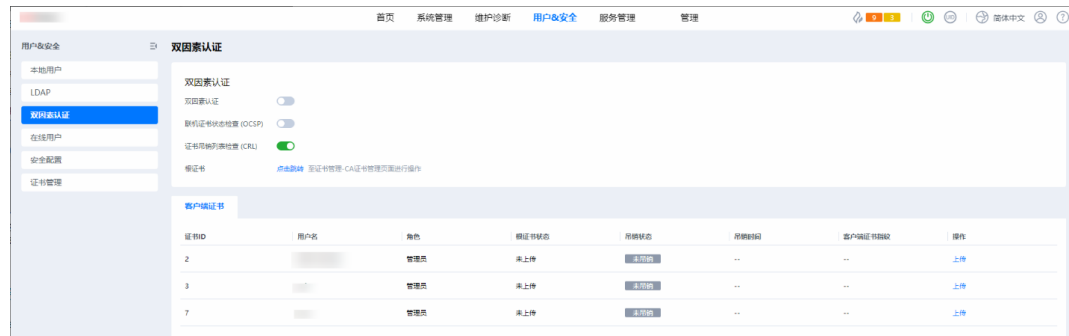 首页 系统管理 维护诊断 用户&安全 服务管理 管理 9 3 UID 简体中文
用户&安全
双因素认证
本地用户
LDAP
双因素认证
在线用户
安全配置
证书管理
双因素认证
双因素认证
联机证书状态检查 (OCSP)
证书吊销列表检查 (CRL)
根证书 点击跳转 至证书管理-CA证书管理页面进行操作
客户端证书
证书ID 用户名 角色 根证书状态 吊销状态 吊销时间 客户端证书指纹 操作
2 管理员 未上传 未吊销 -- -- 上传
3 管理员 未上传 未吊销 -- -- 上传
7 管理员 未上传 未吊销 -- -- 上传